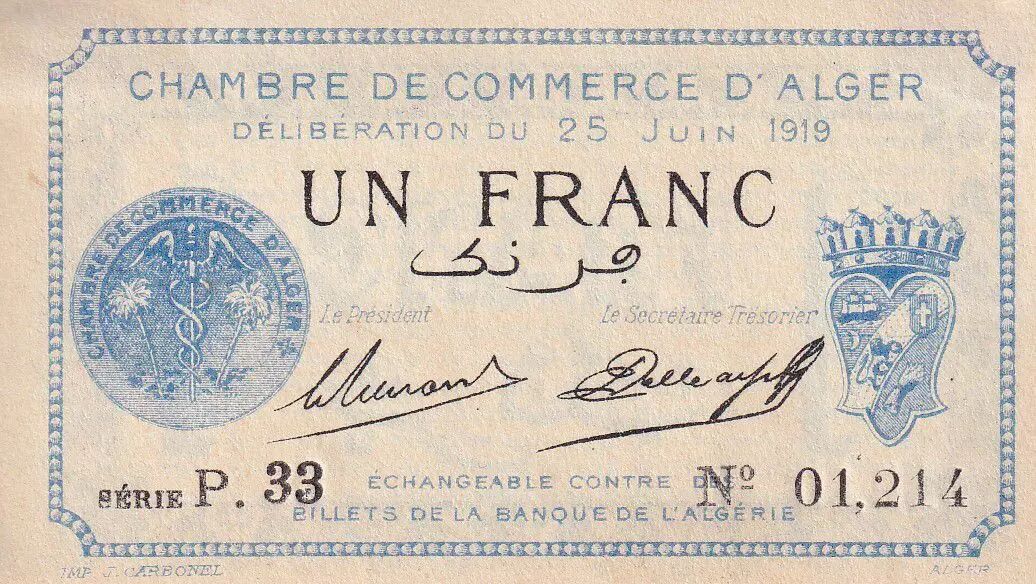 CHAMBRE DE COMMERCE D'ALGER
DÉLIBÉRATION DU 25 JUIN 1919
UN FRANC
فرنك
CHAMBRE DE COMMERCE D'ALGER
Le Président
Le Secrétaire Trésorier
SÉRIE P. 33
ÉCHANGEABLE CONTRE DES
BILLETS DE LA BANQUE DE L'ALGÉRIE
Nº 01,214
IMP. J. CARBONEL
ALGER